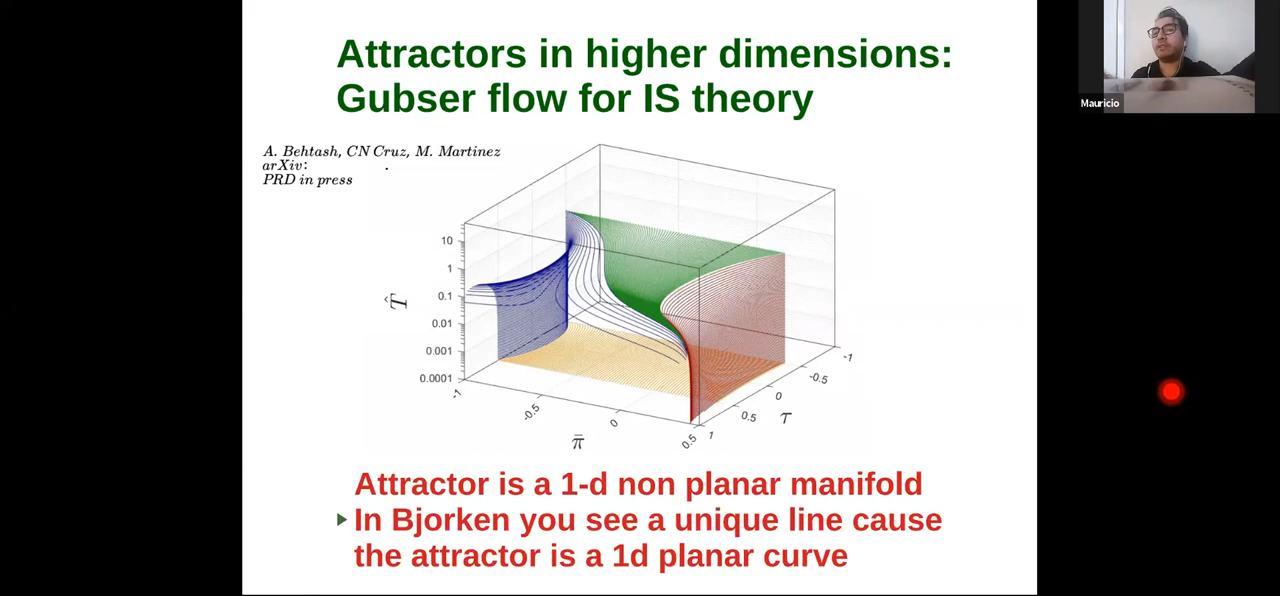 Attractors in higher dimensions:
Gubser flow for IS theory
Mauricio
A. Behtash, CN Cruz, M. Martinez
arXiv: .
PRD in press
10
1
0.1
0.01
0.001
0.0001
T̂
-1
-0.5
0
0.5
π̄
1
0.5
0
-0.5
-1
τ
Attractor is a 1-d non planar manifold
In Bjorken you see a unique line cause
the attractor is a 1d planar curve